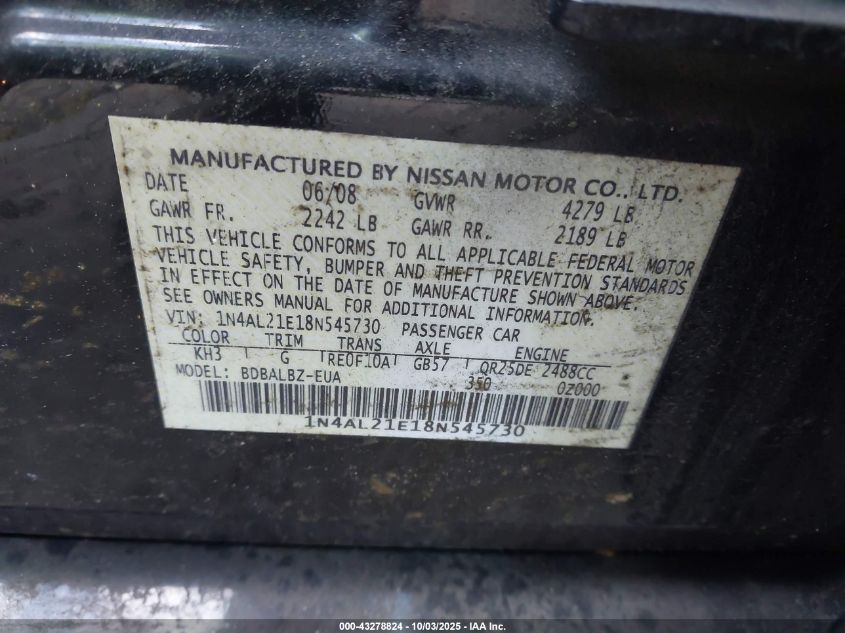 MANUFACTURED BY NISSAN MOTOR CO., LTD.
DATE 06/08 GVWR 4279 LB
GAWR FR. 2242 LB GAWR RR. 2189 LB
THIS VEHICLE CONFORMS TO ALL APPLICABLE FEDERAL MOTOR
VEHICLE SAFETY, BUMPER AND THEFT PREVENTION STANDARDS
IN EFFECT ON THE DATE OF MANUFACTURE SHOWN ABOVE.
SEE OWNERS MANUAL FOR ADDITIONAL INFORMATION.
VIN: 1N4AL21E18N545730 PASSENGER CAR
COLOR TRIM TRANS AXLE ENGINE
KH3 G RE0F10A GB57 QR25DE 2488CC
MODEL: BDBALBZ-EUA 350 0Z000
1N4AL21E18N545730
000-43278824 - 10/03/2025 - IAA Inc.